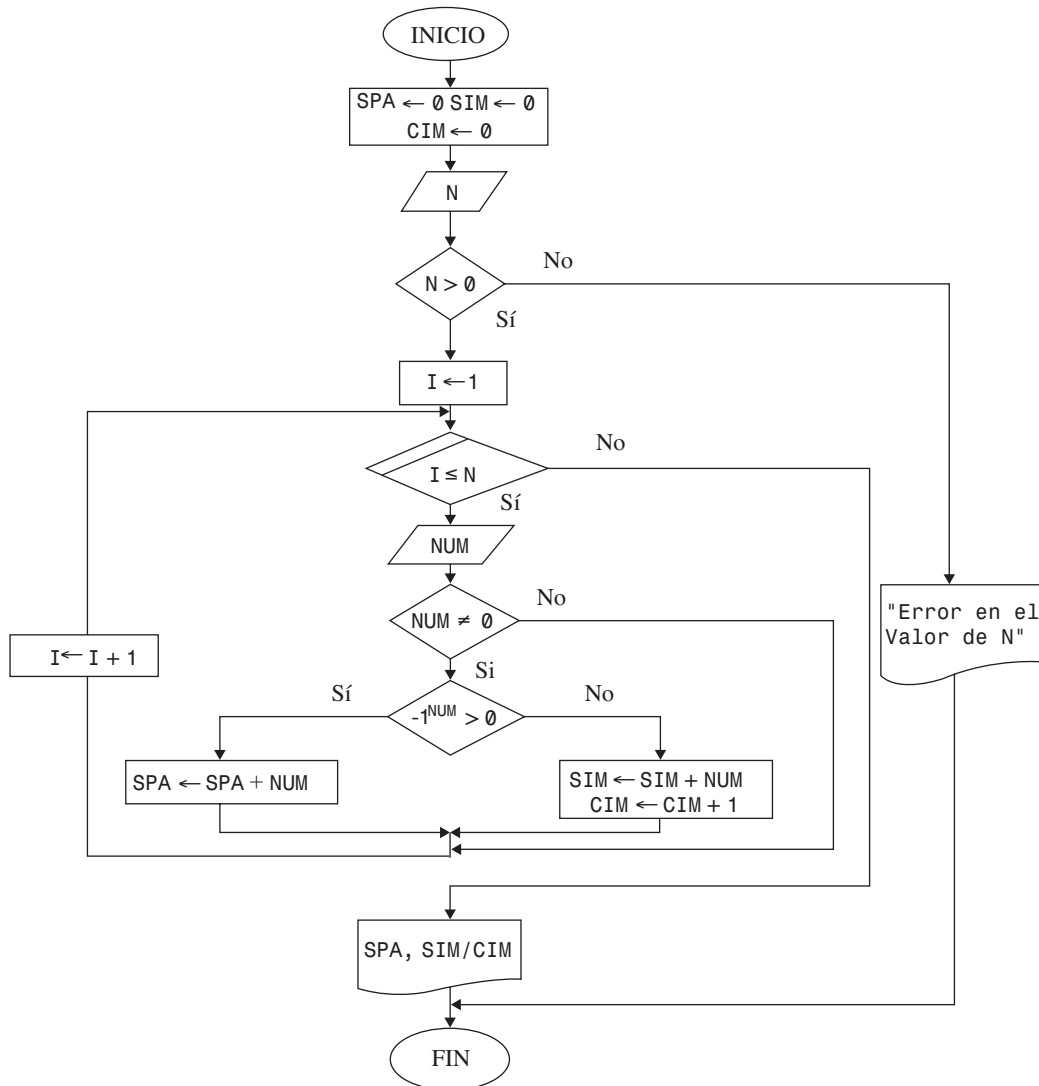 INICIO
SPA ← 0 SIM ← 0
CIM ← 0
N
N > 0
No
Sí
I ← 1
I ≤ N
No
Sí
NUM
NUM ≠ 0
No
Si
I ← I + 1
"Error en el
Valor de N"
-1^NUM > 0
Sí
No
SPA ← SPA + NUM
SIM ← SIM + NUM
CIM ← CIM + 1
SPA, SIM/CIM
FIN